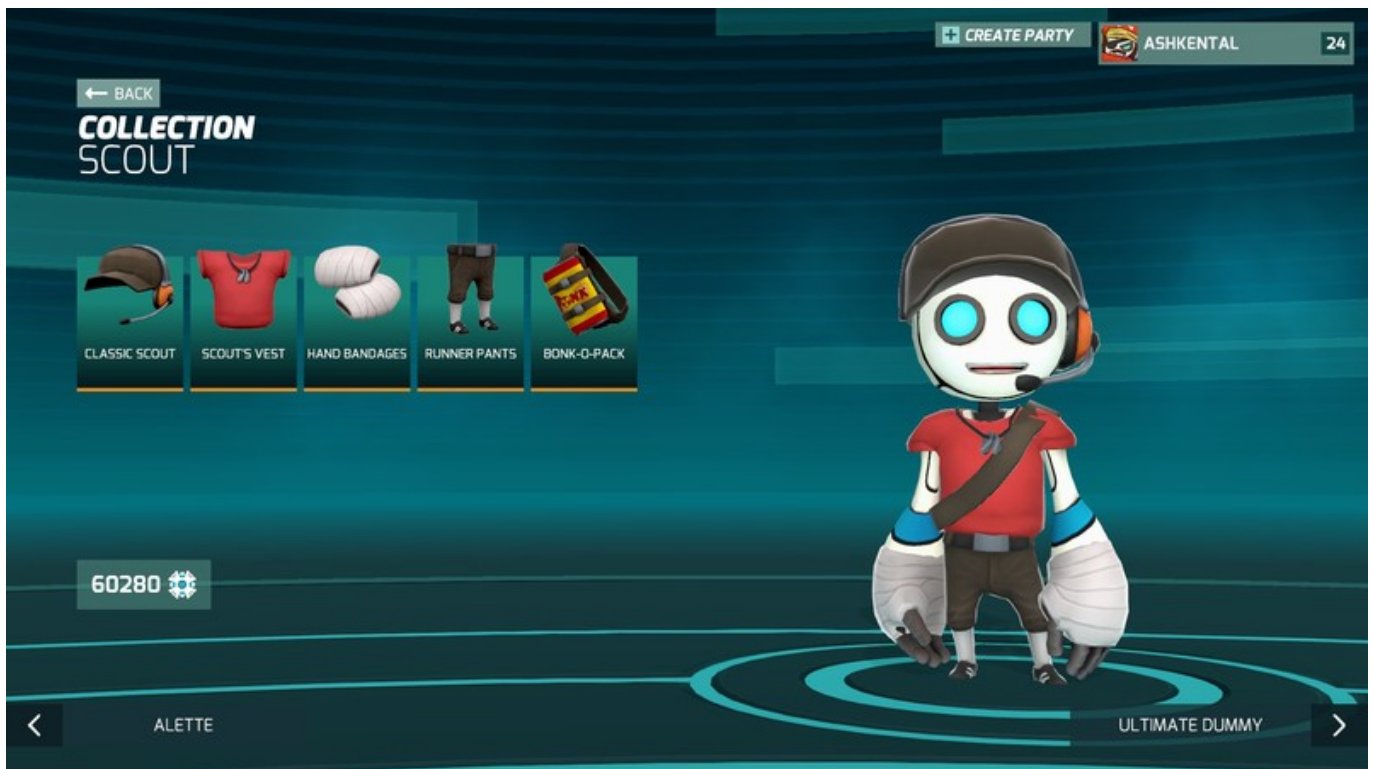 CREATE PARTY
ASHKENTAL
24
BACK
COLLECTION
SCOUT
CLASSIC SCOUT
SCOUT'S VEST
HAND BANDAGES
RUNNER PANTS
BONK-O-PACK
60280
ALETTE
ULTIMATE DUMMY